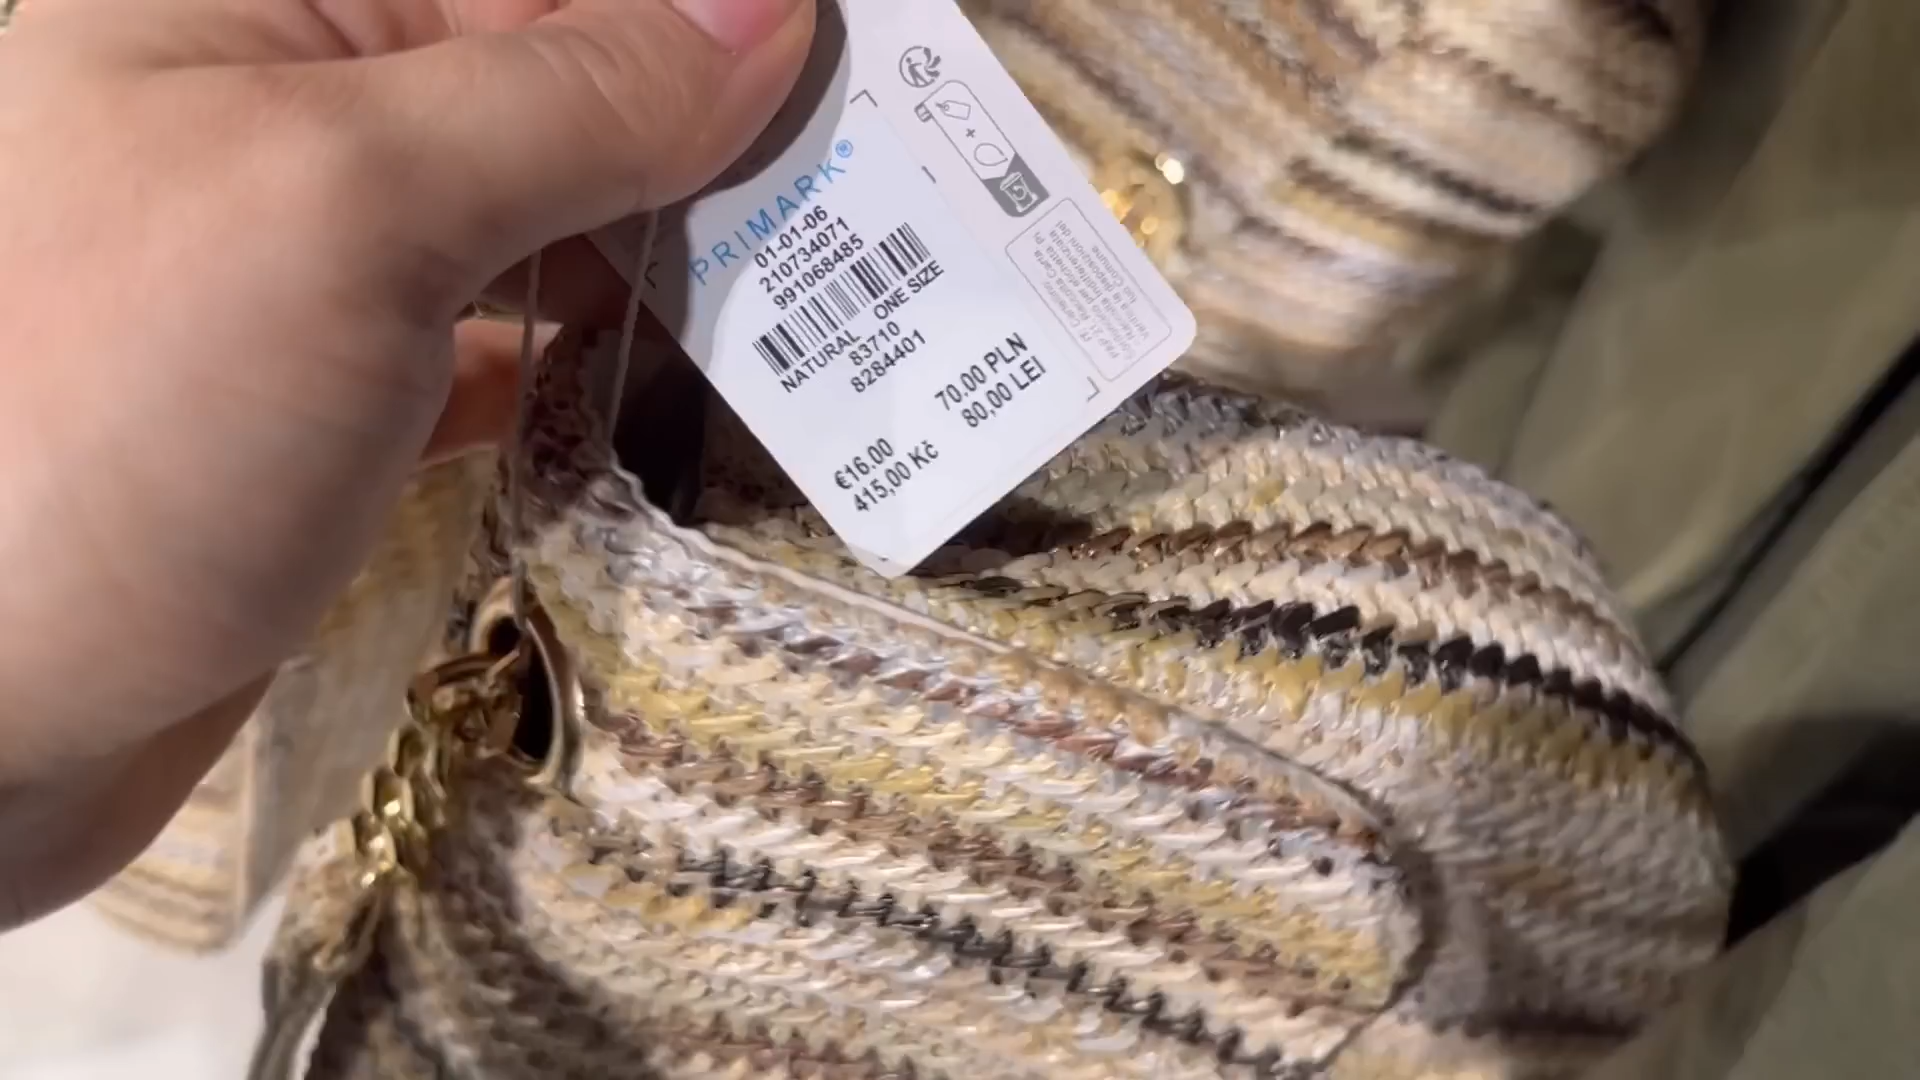 PRIMARK®
01-01-06
210734071
991068485
NATURAL ONE SIZE
83710
8284401
70.00 PLN
80,00 LEI
€16.00
415,00 Kč